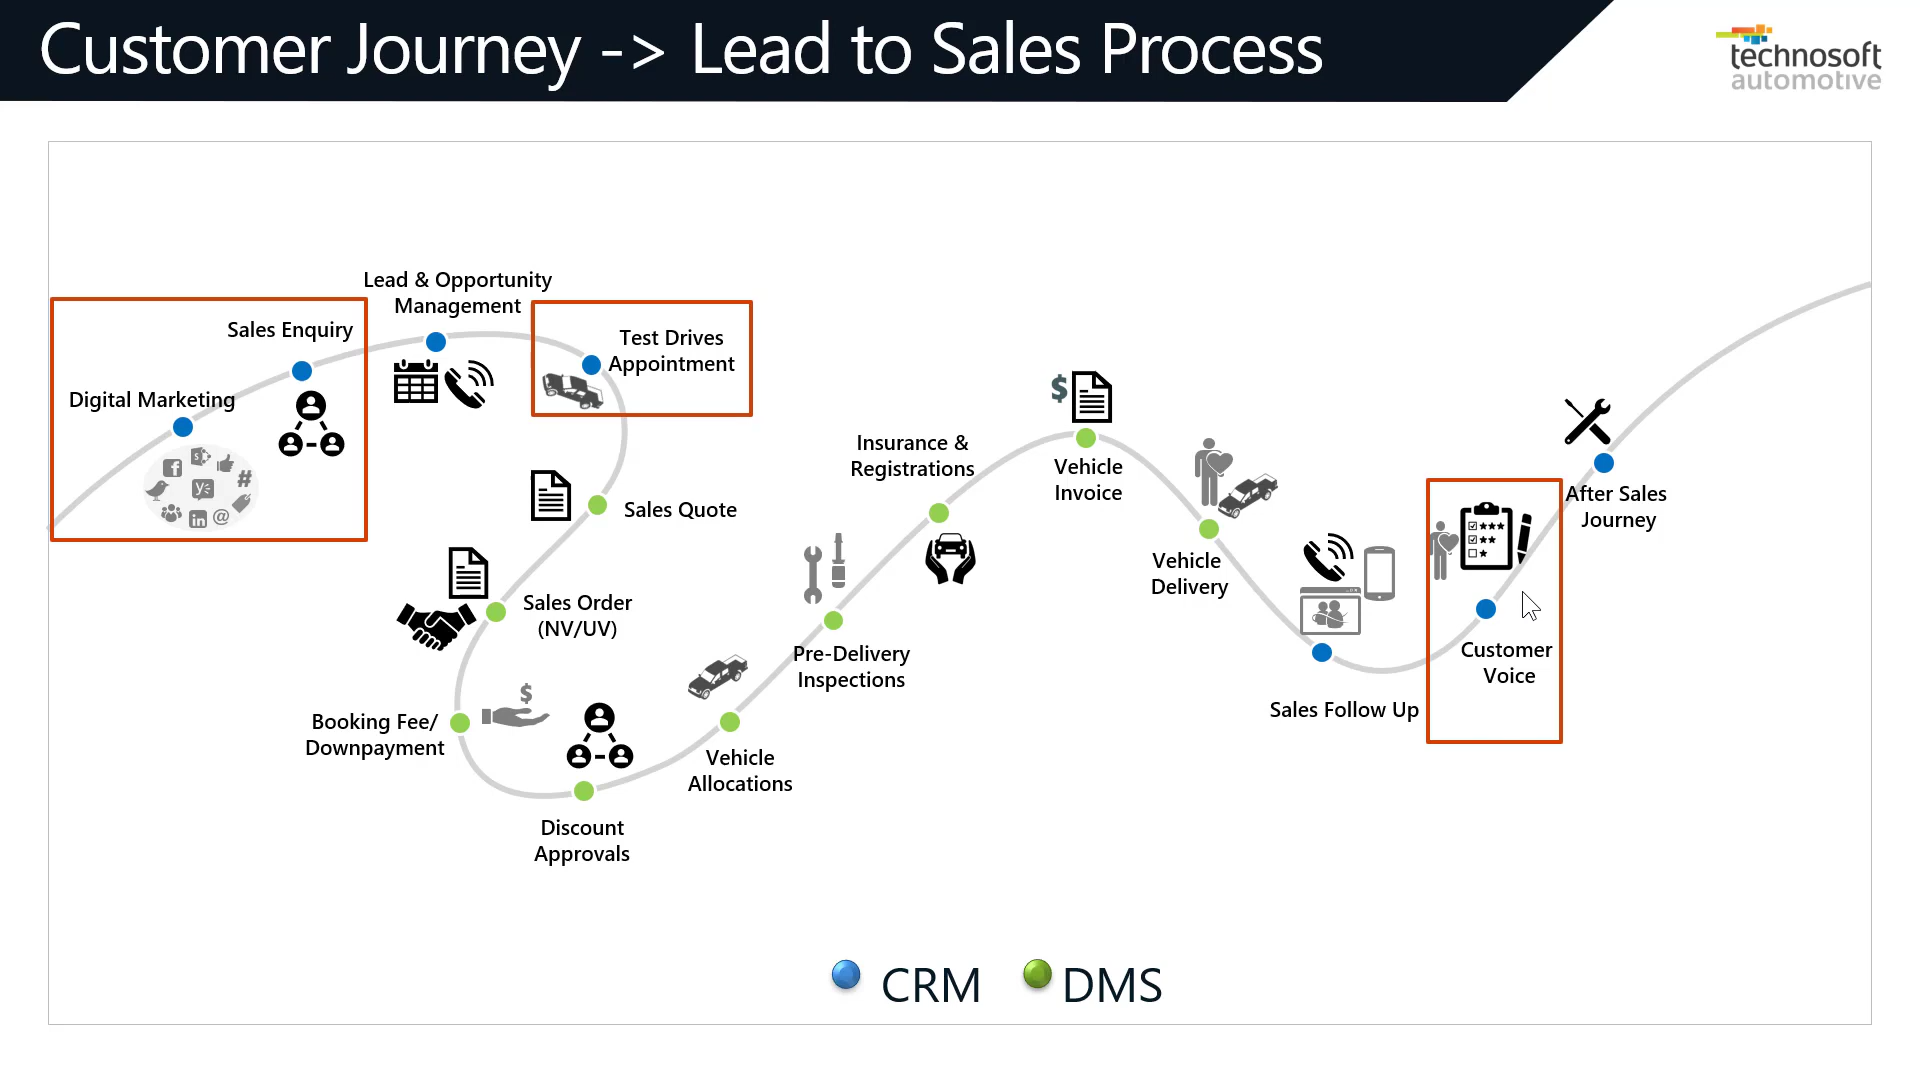 Customer Journey -> Lead to Sales Process
technosoft
automotive
Lead & Opportunity
Management
Sales Enquiry
Digital Marketing
Test Drives
Appointment
Sales Quote
Sales Order
(NV/UV)
Booking Fee/
Downpayment
Discount
Approvals
Vehicle
Allocations
Pre-Delivery
Inspections
Insurance &
Registrations
$
Vehicle
Invoice
Vehicle
Delivery
Sales Follow Up
Customer
Voice
After Sales
Journey
$
#
@
in
f
CRM
DMS